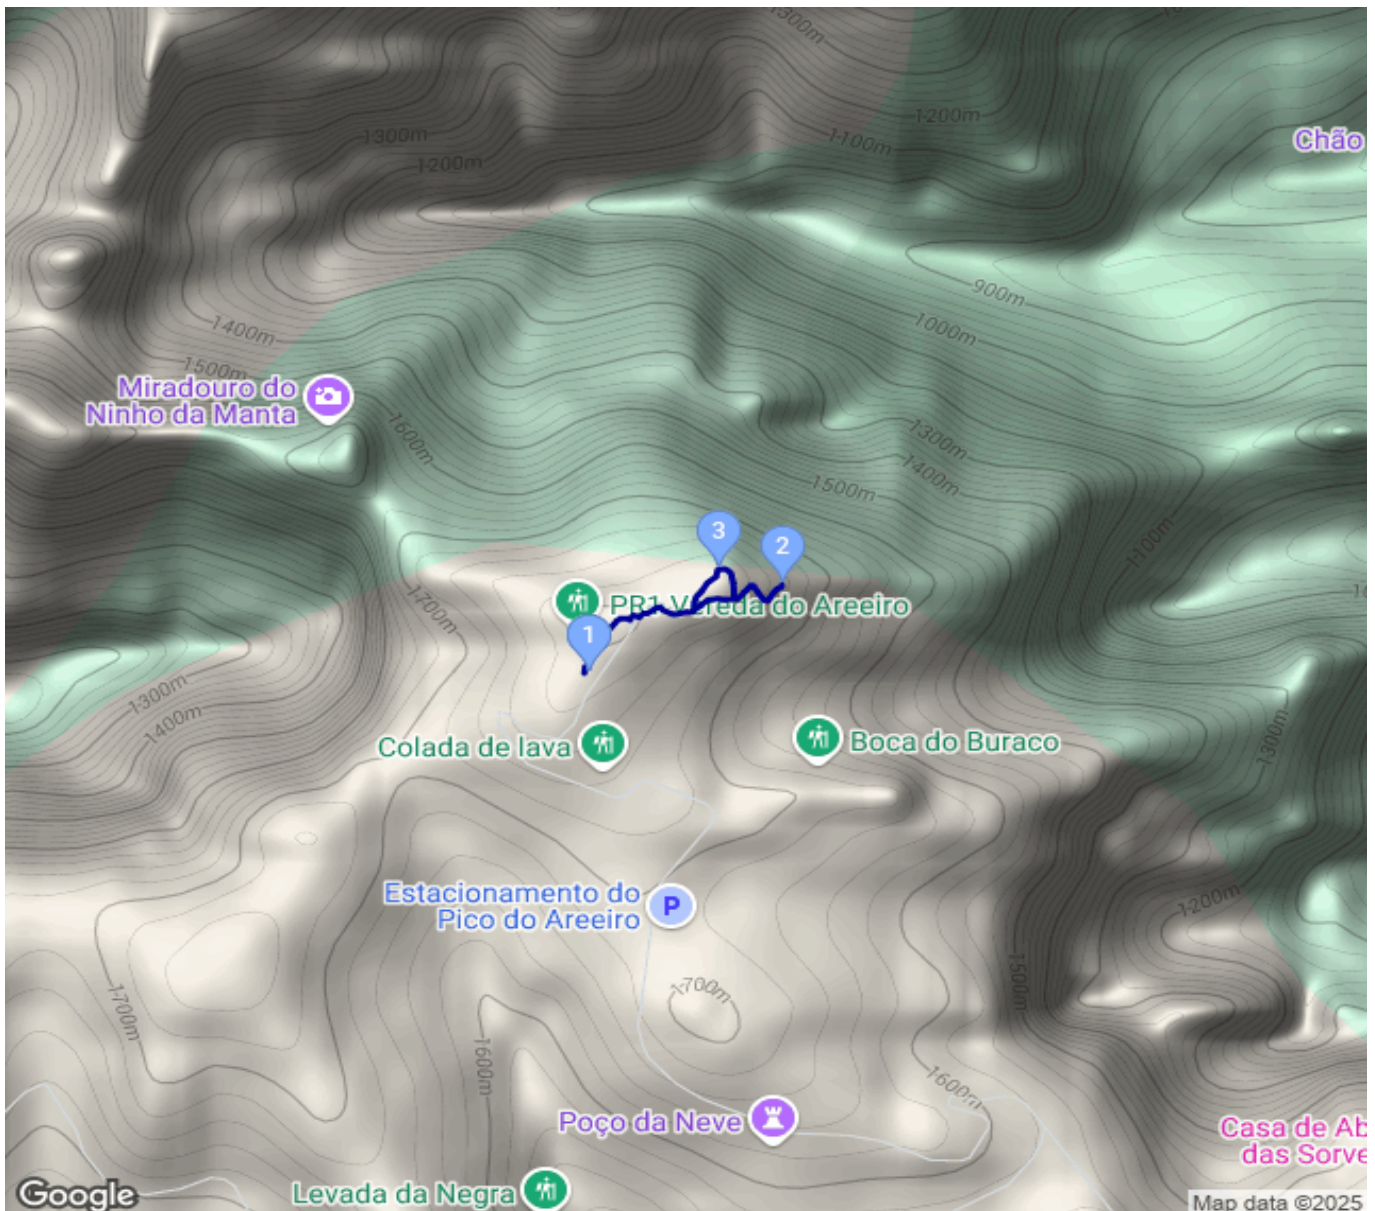 1300m
1200m
1300m
1100m
1200m
Chão
900m
1400m
1000m
1500m
Miradouro do
Ninho da Manta
1600m
1300m
1400m
1500m
3
2
1100m
1700m
PR1 Vereda do Areeiro
1
1300m
1400m
1300m
Colada de lava
Boca do Buraco
Estacionamento do
Pico do Areeiro
P
1200m
1700m
1500m
1700m
1600m
1600m
Poço da Neve
Casa de Ab
das Sorve
Levada da Negra
Google
Map data ©2025